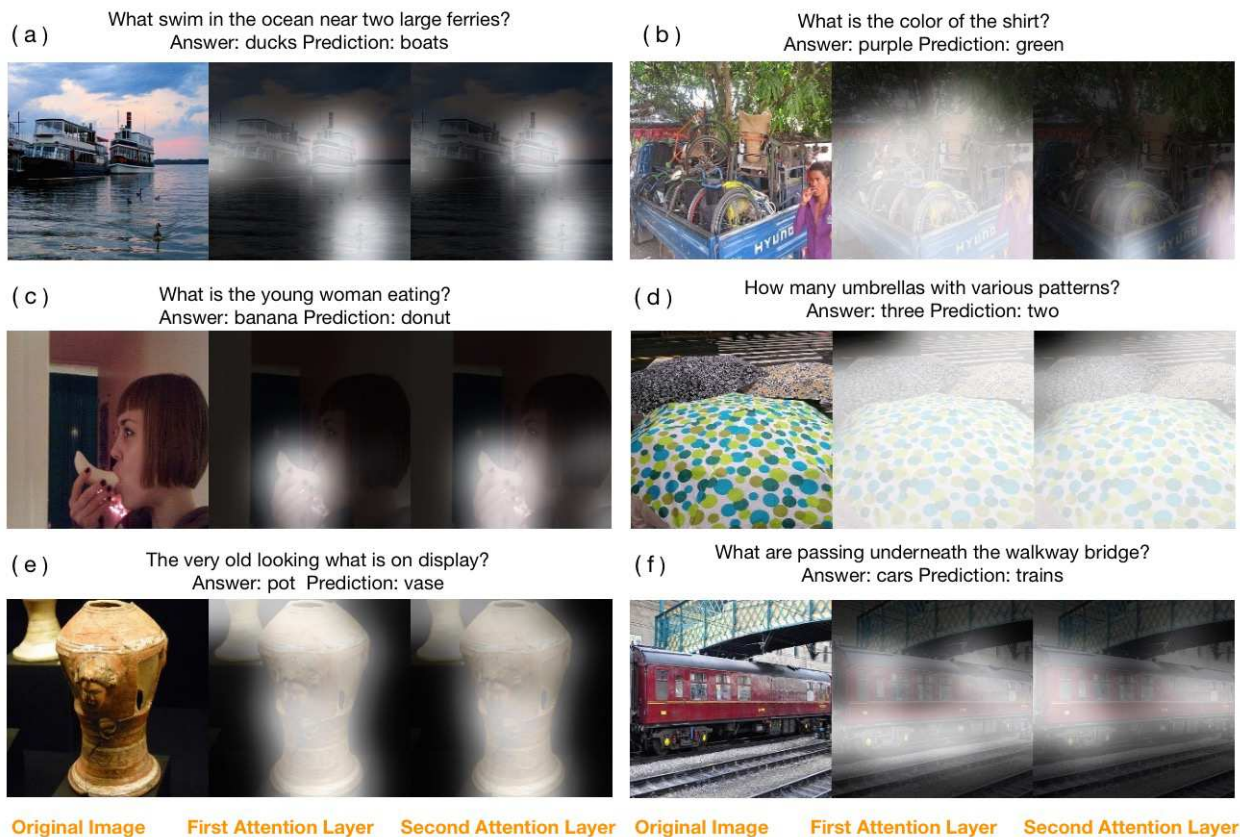 ( a )
What swim in the ocean near two large ferries?
Answer: ducks Prediction: boats
( b )
What is the color of the shirt?
Answer: purple Prediction: green
HYUND
( c )
What is the young woman eating?
Answer: banana Prediction: donut
( d )
How many umbrellas with various patterns?
Answer: three Prediction: two
( e )
The very old looking what is on display?
Answer: pot Prediction: vase
( f )
What are passing underneath the walkway bridge?
Answer: cars Prediction: trains
Original Image First Attention Layer Second Attention Layer Original Image First Attention Layer Second Attention Layer